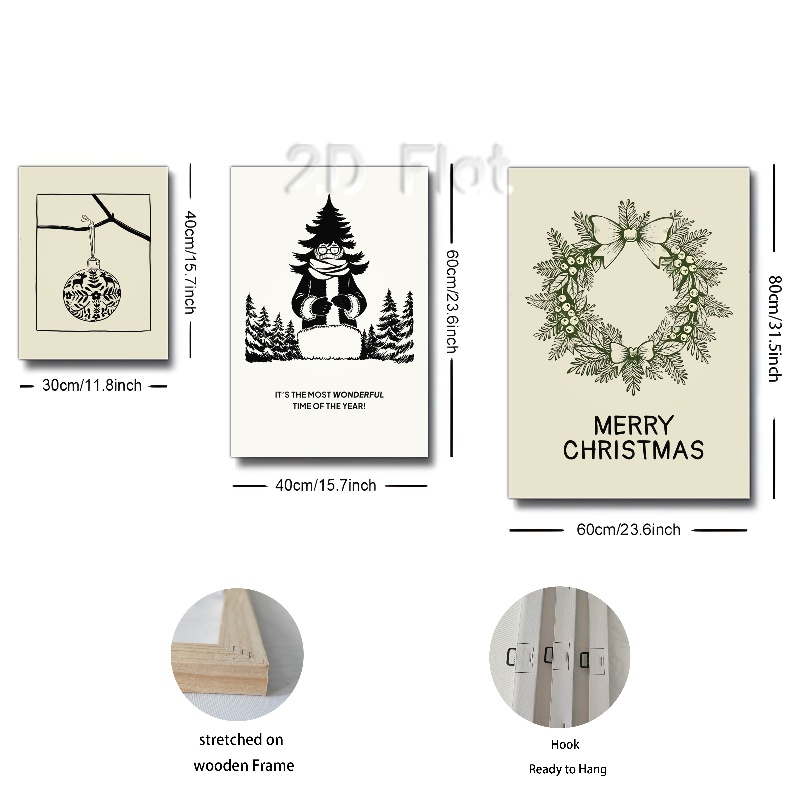 2D Flat
40cm/15.7inch
30cm/11.8inch
IT'S THE MOST WONDERFUL
TIME OF THE YEAR!
60cm/23.6inch
40cm/15.7inch
MERRY
CHRISTMAS
80cm/31.5inch
60cm/23.6inch
stretched on
wooden Frame
Hook
Ready to Hang